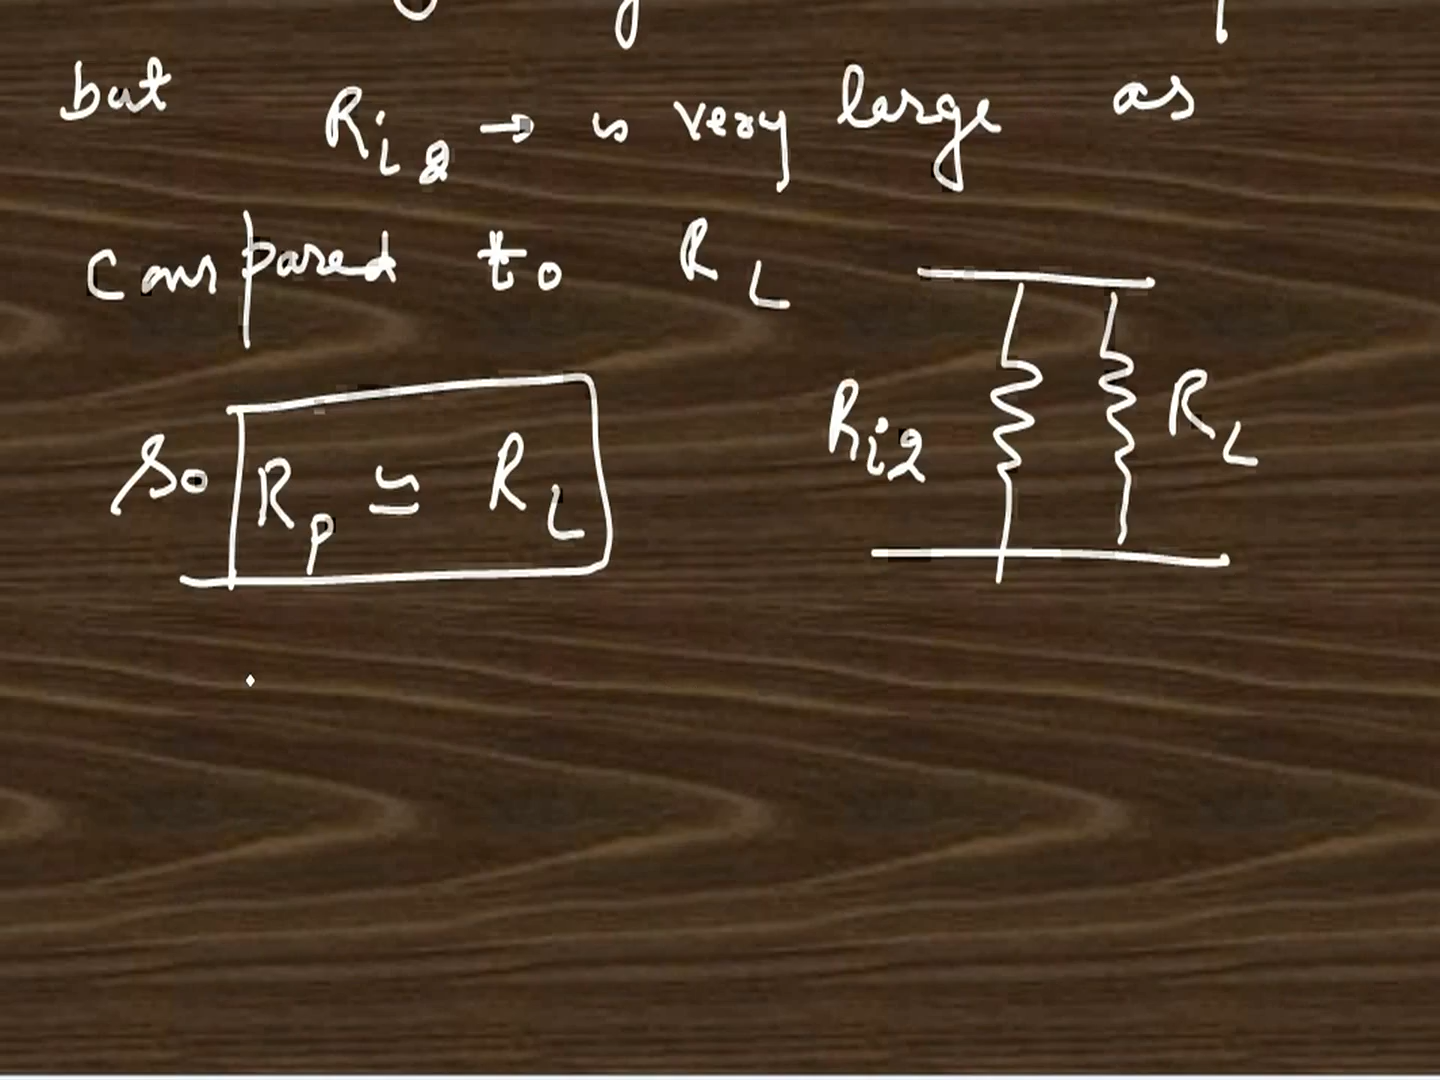 but Ri2 → is very large as
compared to RL
So Rp ≃ RL
Ri2 RL